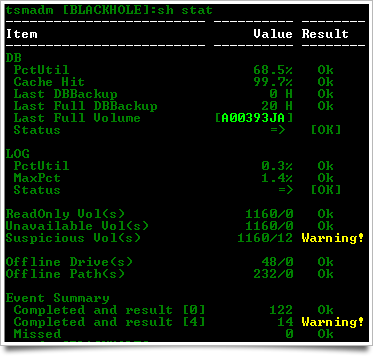 tsmadm [BLACKHOLE]:sh stat
Item Value Result
DB
PctUtil 68.5% Ok
Cache Hit 99.7% Ok
Last DBBackup 0 H Ok
Last Full DBBackup 20 H Ok
Last Full Volume [A00393JA]
Status => [OK]
LOG
PctUtil 0.3% Ok
MaxPct 1.4% Ok
Status => [OK]
ReadOnly Vol(s) 1160/0 Ok
Unavailable Vol(s) 1160/0 Ok
Suspicious Vol(s) 1160/12 Warning!
Offline Drive(s) 48/0 Ok
Offline Path(s) 232/0 Ok
Event Summary
Completed and result [0] 122 Ok
Completed and result [4] 14 Warning!
Missed 0 Ok